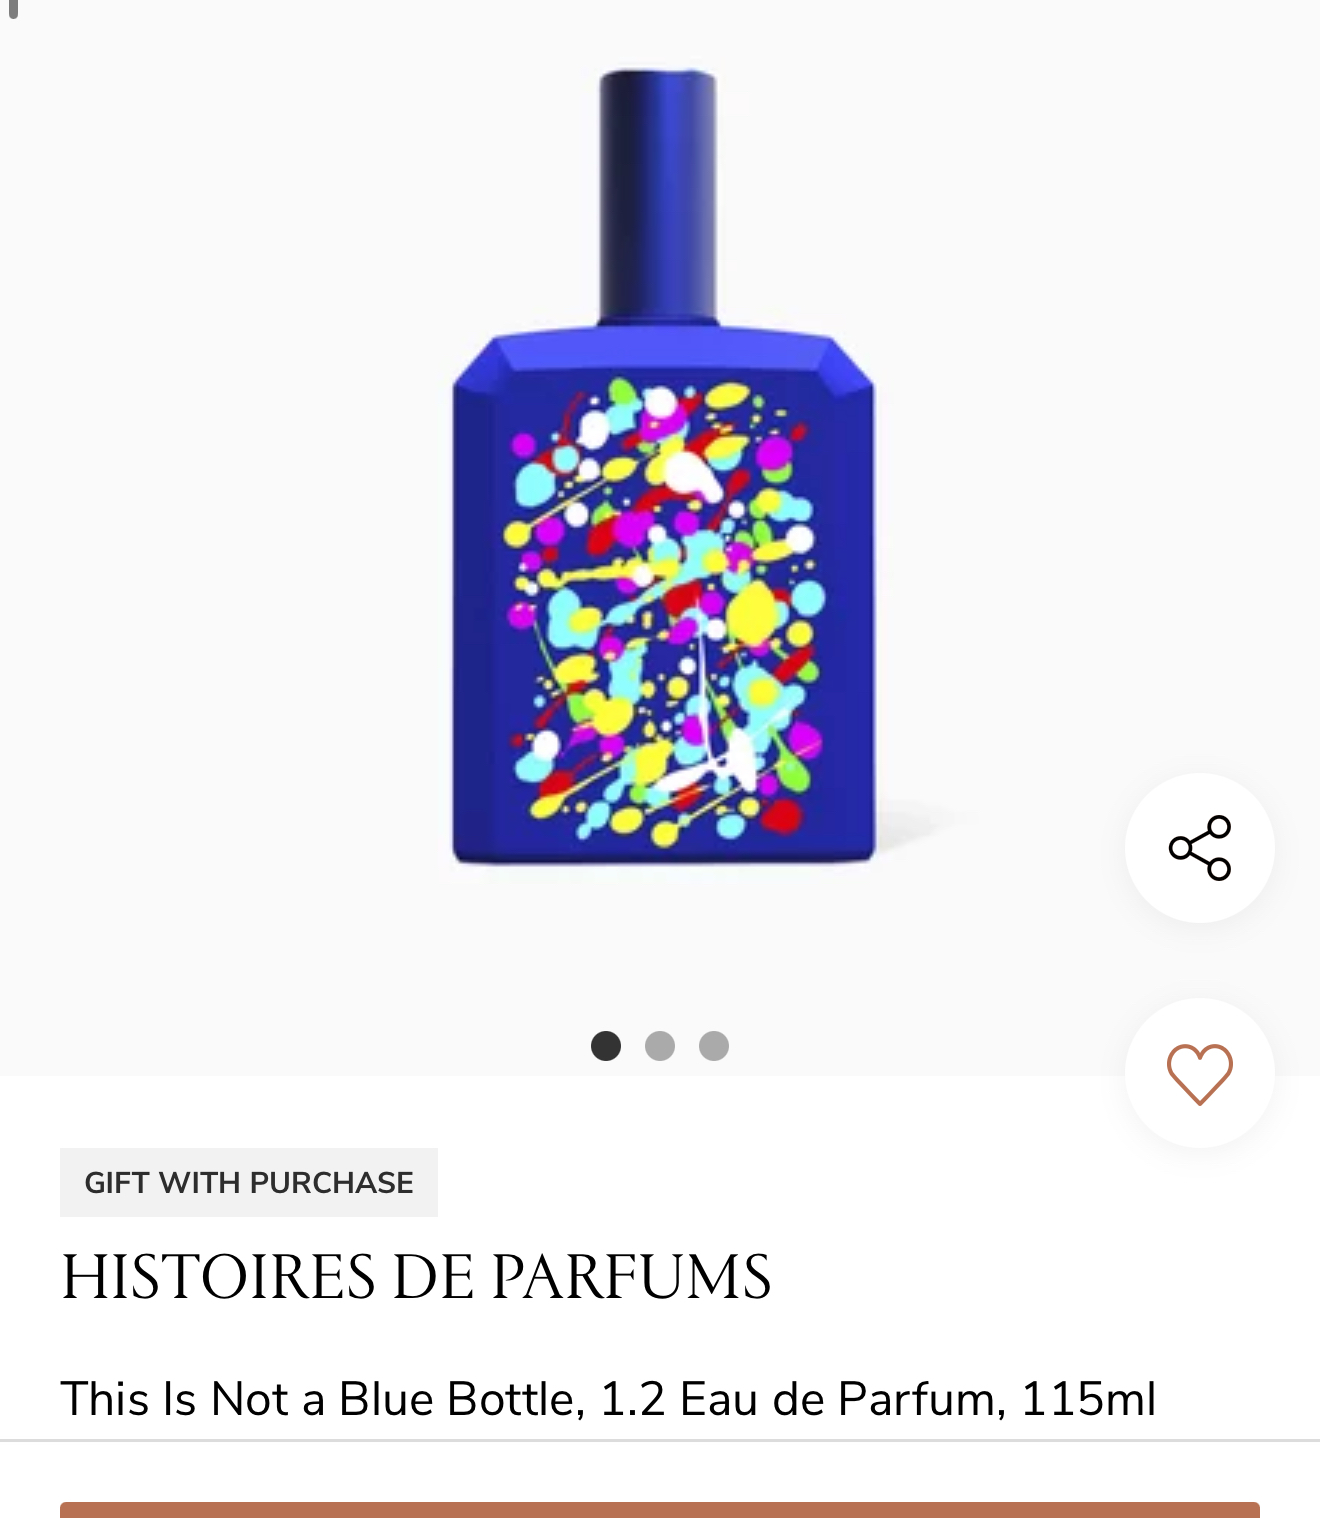 GIFT WITH PURCHASE
HISTOIRES DE PARFUMS
This Is Not a Blue Bottle, 1.2 Eau de Parfum, 115ml